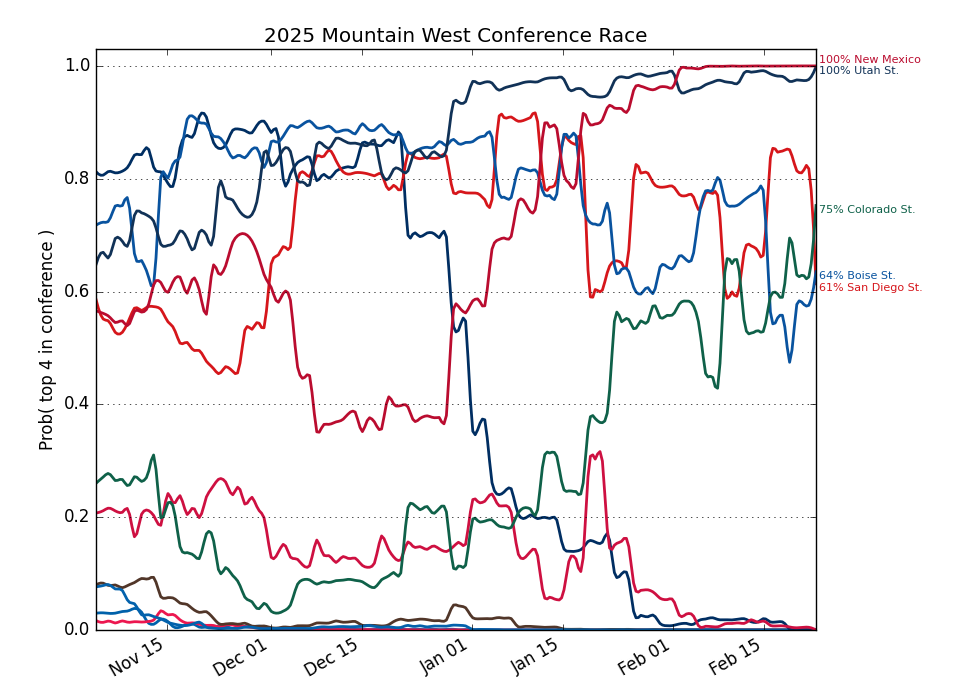 2025 Mountain West Conference Race
1.0
0.8
0.6
0.4
0.2
0.0
Prob( top 4 in conference )
100% New Mexico
100% Utah St.
75% Colorado St.
64% Boise St.
61% San Diego St.
Nov 15
Dec 01
Dec 15
Jan 01
Jan 15
Feb 01
Feb 15